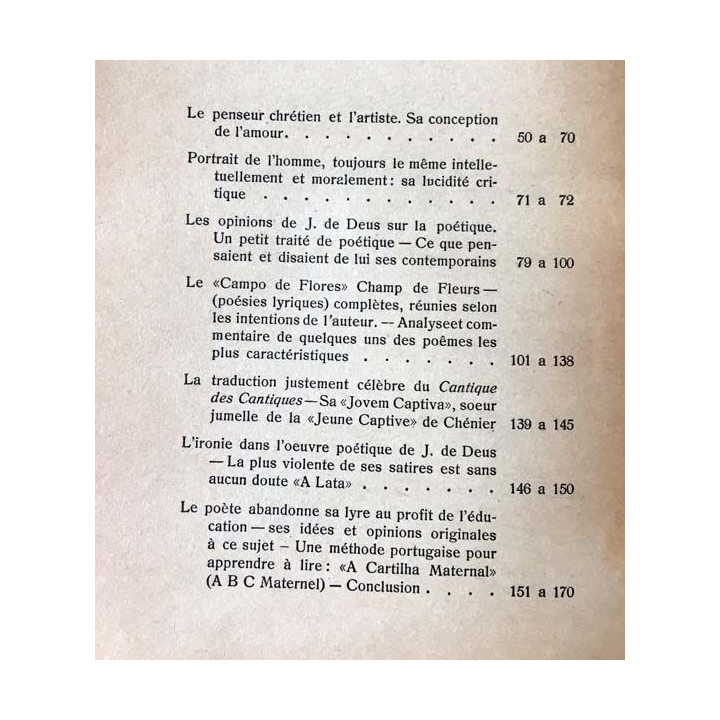 Le penseur chrétien et l'artiste. Sa conception
de l'amour. . . . . . . . . . . . 50 a 70
Portrait de l'homme, toujours le même intelle-
tuellement et moralement: sa lucidité cri-
tique . . . . . . . . . . . . 71 a 72
Les opinions de J. de Deus sur la poétique.
Un petit traité de poétique — Ce que pen-
saient et disaient de lui ses contemporains 79 a 100
Le «Campo de Flores» Champ de Fleurs —
(poésies lyriques) complètes, réunies selon
les intentions de l'auteur. — Analyseet com-
mentaire de quelques uns des poêmes les
plus caractéristiques . . . . . . . 101 a 138
La traduction justement célèbre du Cantique
des Cantiques — Sa «Jovem Captiva», soeur
jumelle de la «Jeune Captive» de Chénier 139 a 145
L'ironie dans l'oeuvre poétique de J. de Deus
— La plus violente de ses satires est sans
aucun doute «A Lata» . . . . . . . 146 a 150
Le poète abandonne sa lyre au profit de l'édu-
cation — ses idées et opinions originales
à ce sujet – Une méthode portugaise pour
apprendre à lire: «A Cartilha Maternal»
(A B C Maternel) — Conclusion . . . . 151 a 170